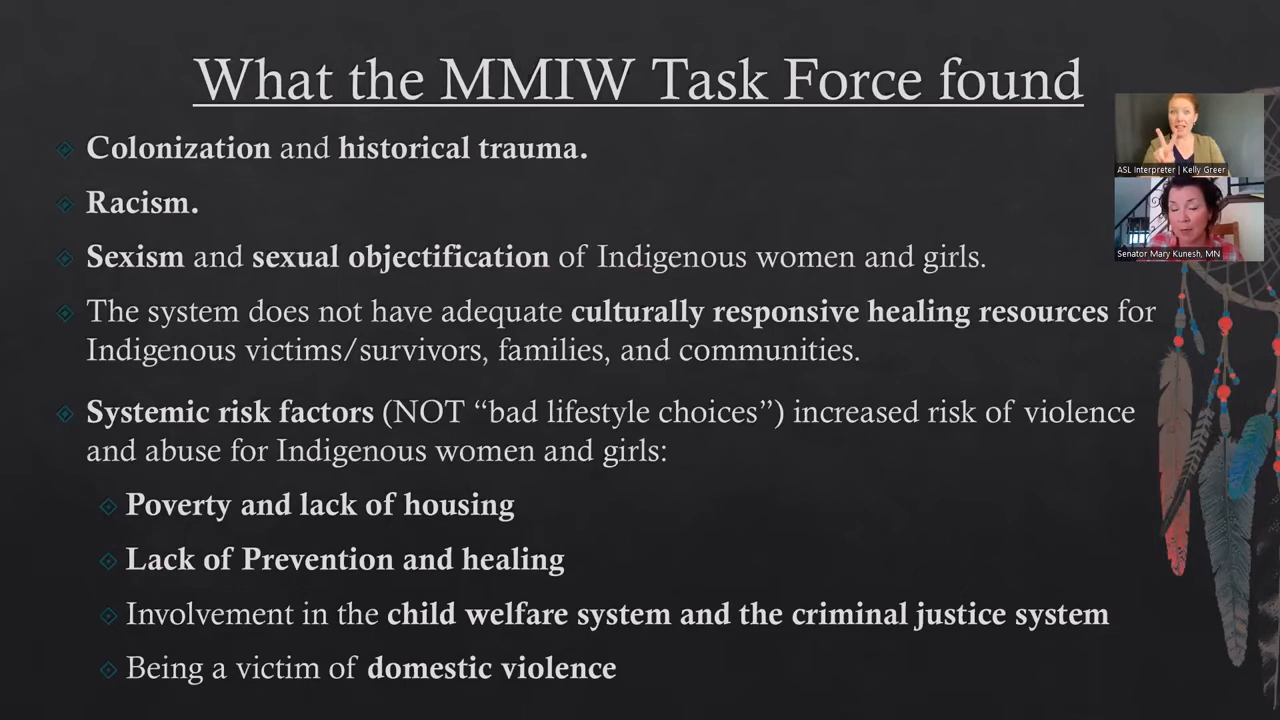 What the MMIW Task Force found
Colonization and historical trauma.
Racism.
Sexism and sexual objectification of Indigenous women and girls.
The system does not have adequate culturally responsive healing resources for
Indigenous victims/survivors, families, and communities.
Systemic risk factors (NOT “bad lifestyle choices”) increased risk of violence
and abuse for Indigenous women and girls:
Poverty and lack of housing
Lack of Prevention and healing
Involvement in the child welfare system and the criminal justice system
Being a victim of domestic violence
ASL Interpreter | Kelly Greer
Senator Mary Kunesh, MN